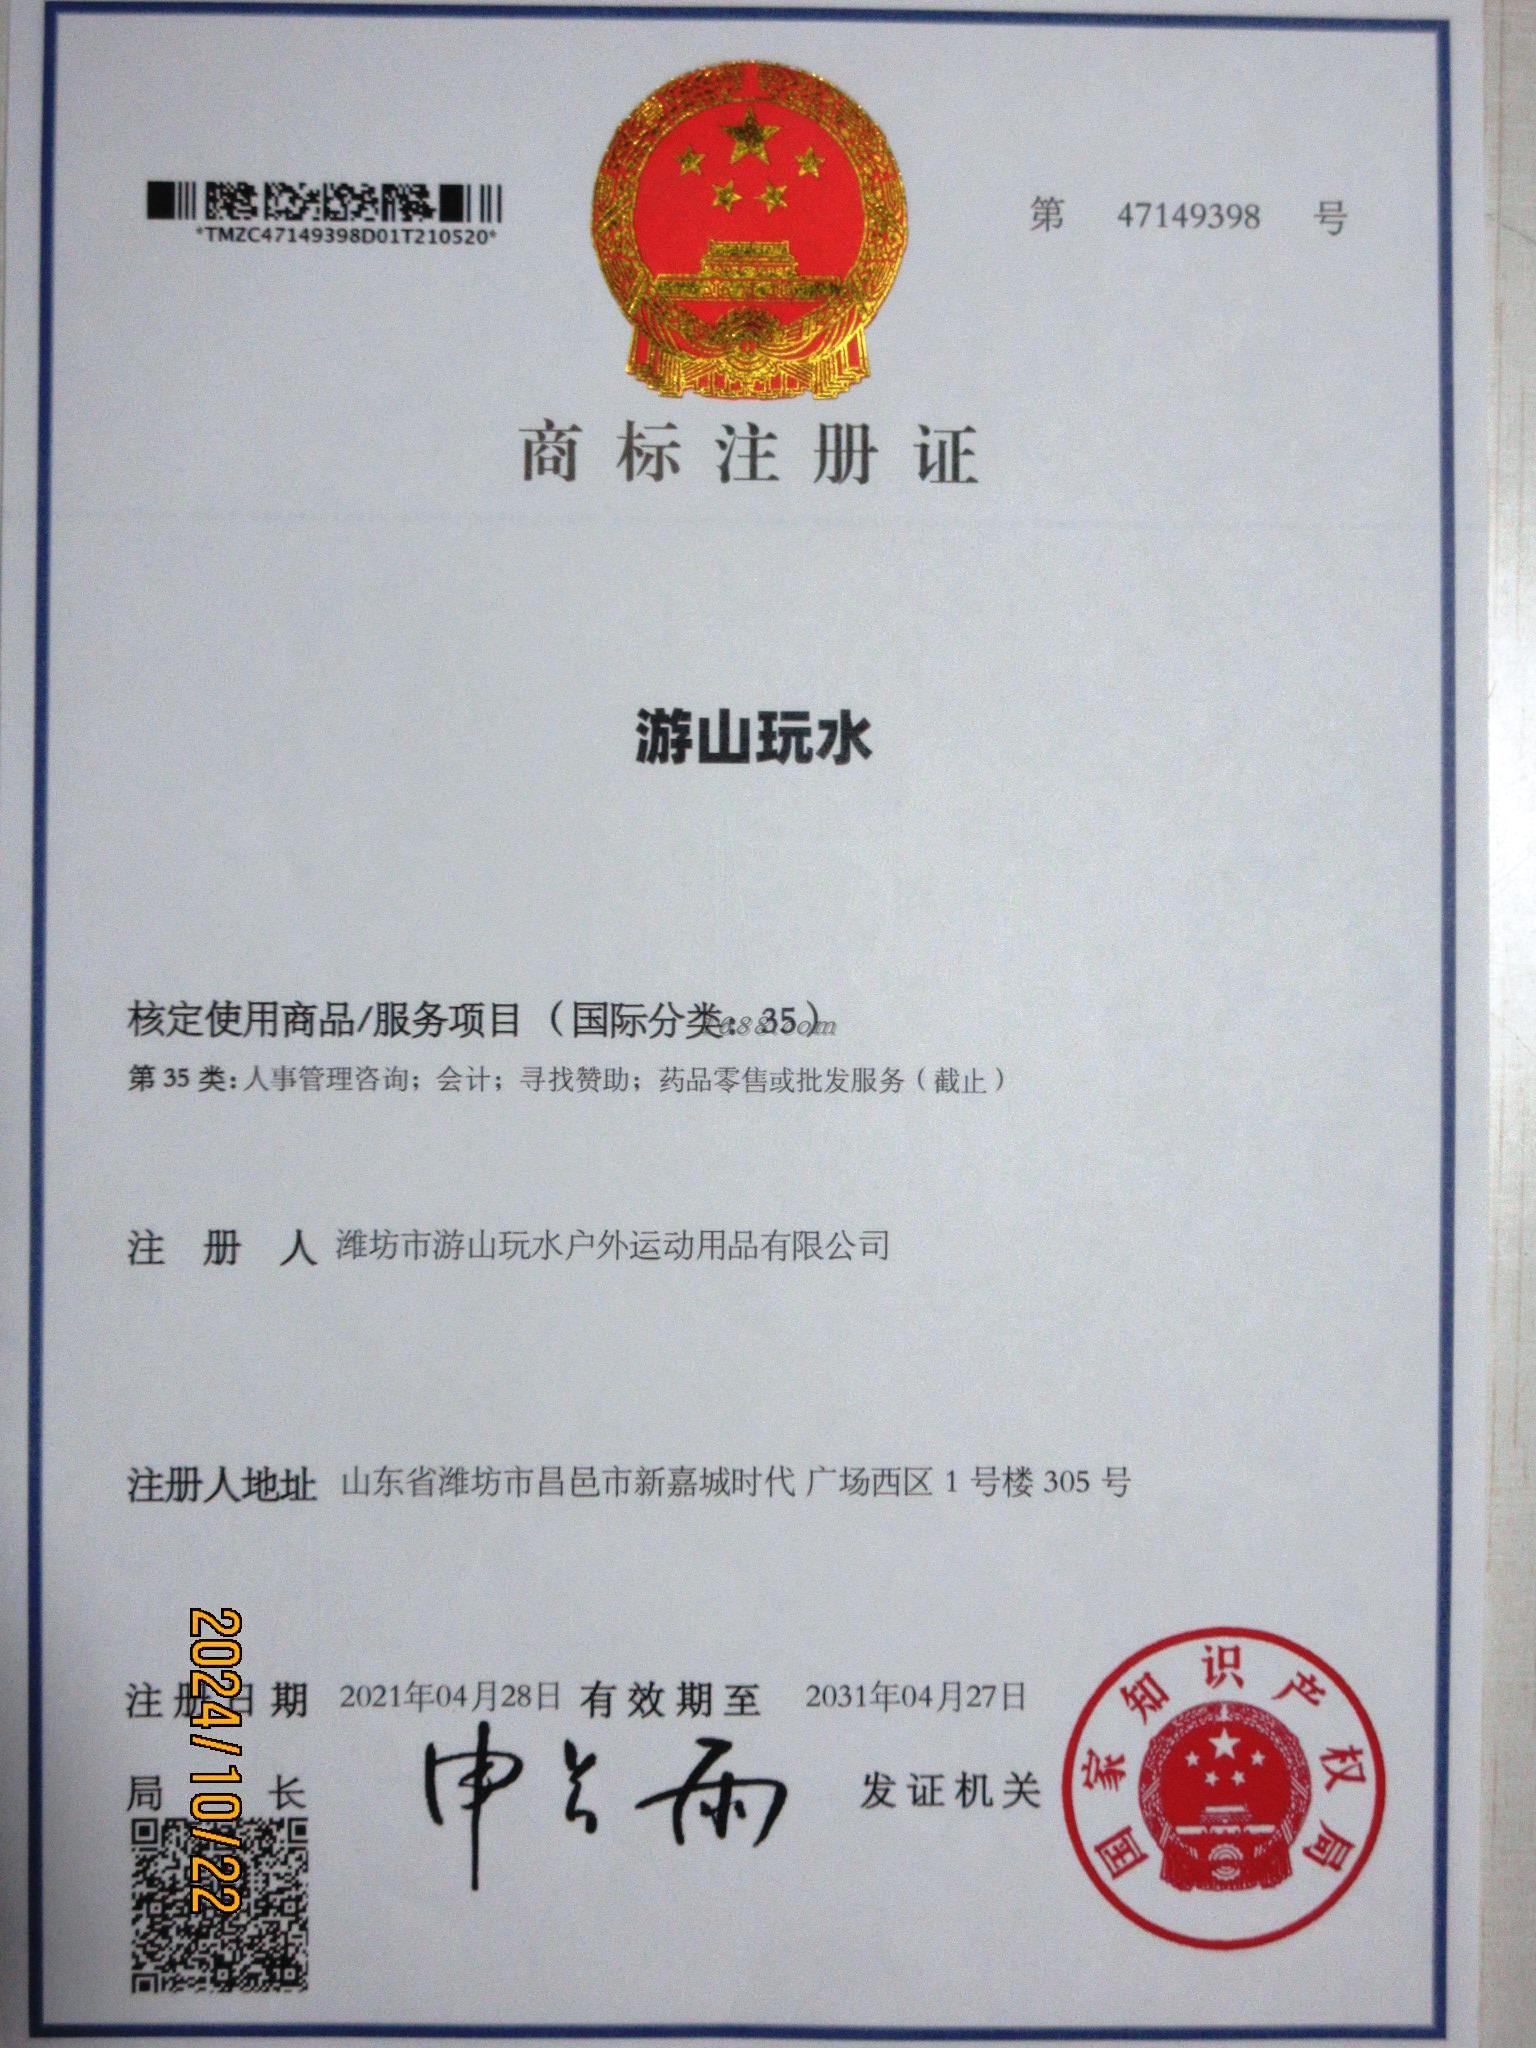 *TMZC47149398D01T210520*
第 47149398 号
商标注册证
游山玩水
核定使用商品/服务项目（国际分类：35）
1688.com
第 35 类：人事管理咨询；会计；寻找赞助；药品零售或批发服务（截止）
注册人 潍坊市游山玩水户外运动用品有限公司
注册人地址 山东省潍坊市昌邑市新嘉城时代 广场西区 1 号楼 305 号
注册日期 2021年04月28日 有效期至 2031年04月27日
局长 申长雨 发证机关
国家知识产权局
2024/10/22